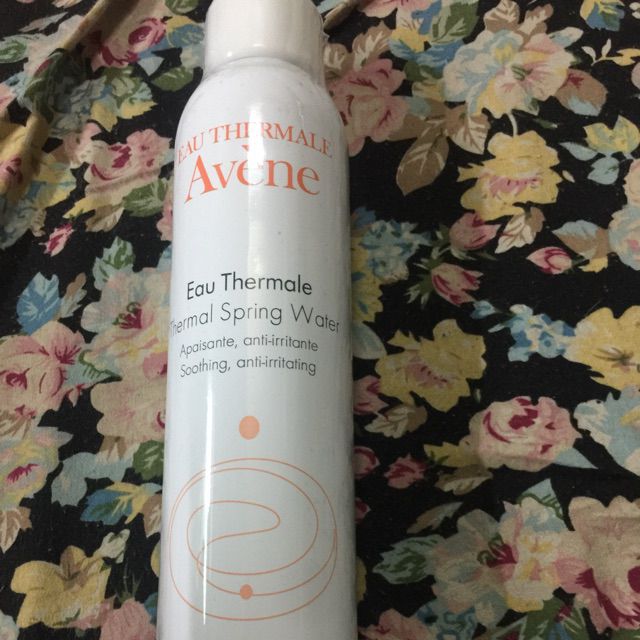 EAU THERMALE
Avène
Eau Thermale
Thermal Spring Water
Apaisante, anti-irritante
Soothing, anti-irritating